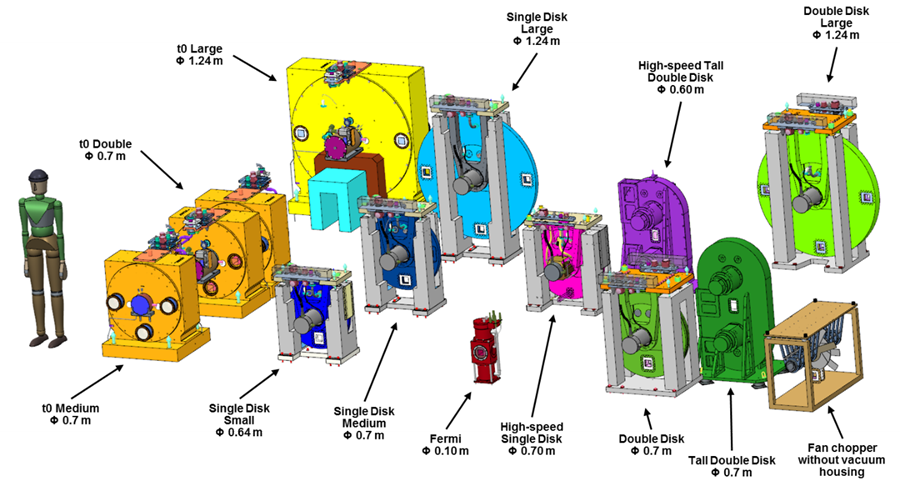 t0 Large
Φ 1.24 m
Single Disk
Large
Φ 1.24 m
Double Disk
Large
Φ 1.24 m
High-speed Tall
Double Disk
Φ 0.60 m
t0 Double
Φ 0.7 m
t0 Medium
Φ 0.7 m
Single Disk
Small
Φ 0.64 m
Single Disk
Medium
Φ 0.7 m
Fermi
Φ 0.10 m
High-speed
Single Disk
Φ 0.70 m
Double Disk
Φ 0.7 m
Tall Double Disk
Φ 0.7 m
Fan chopper
without vacuum
housing